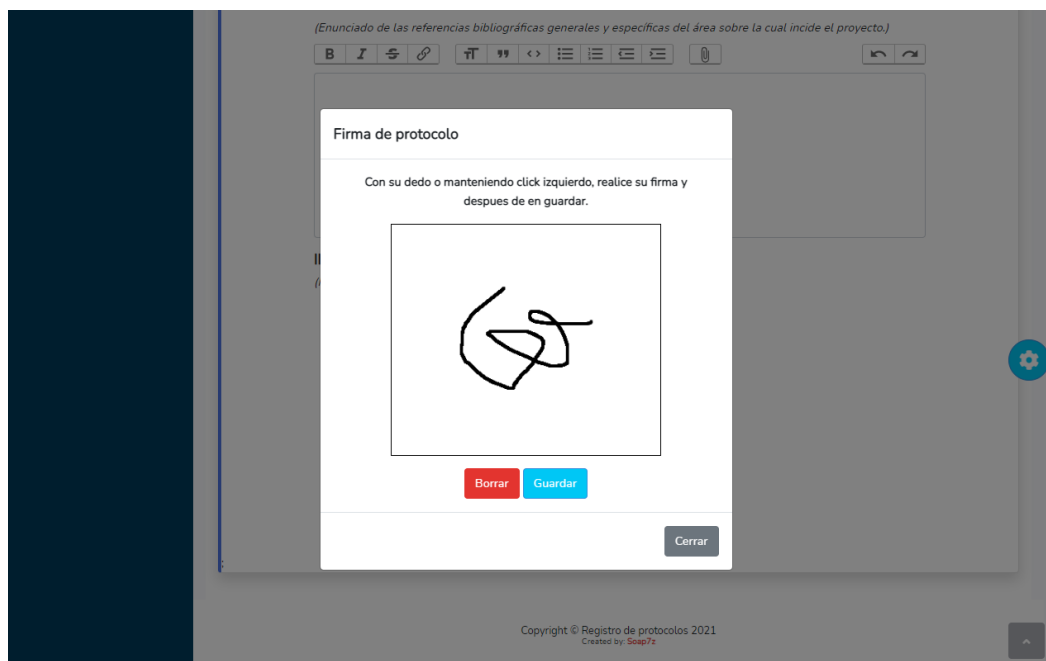 (Enunciado de las referencias bibliográficas generales y específicas del área sobre la cual incide el proyecto.)
Firma de protocolo
Con su dedo o manteniendo click izquierdo, realice su firma y
despues de en guardar.
Borrar Guardar
Cerrar
Copyright © Registro de protocolos 2021
Created by: Soap7z